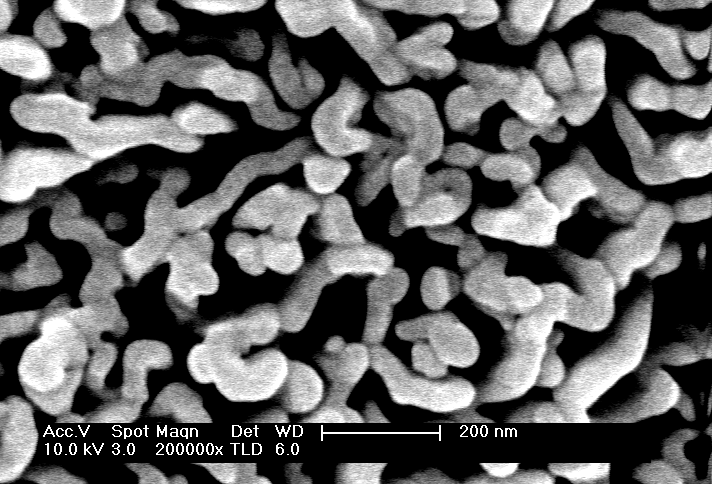 Acc.V Spot Magn Det WD 200 nm
10.0 kV 3.0 200000x TLD 6.0